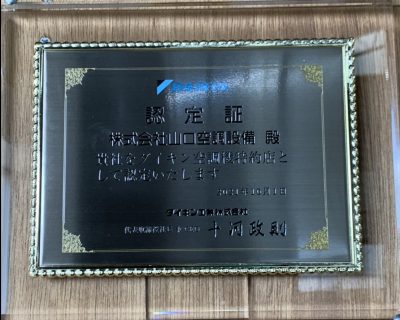 認定証
株式会社山口空調設備 殿
貴社をダイキン空調機特約店と
して認定いたします
ダイキン工業株式会社
十河政則